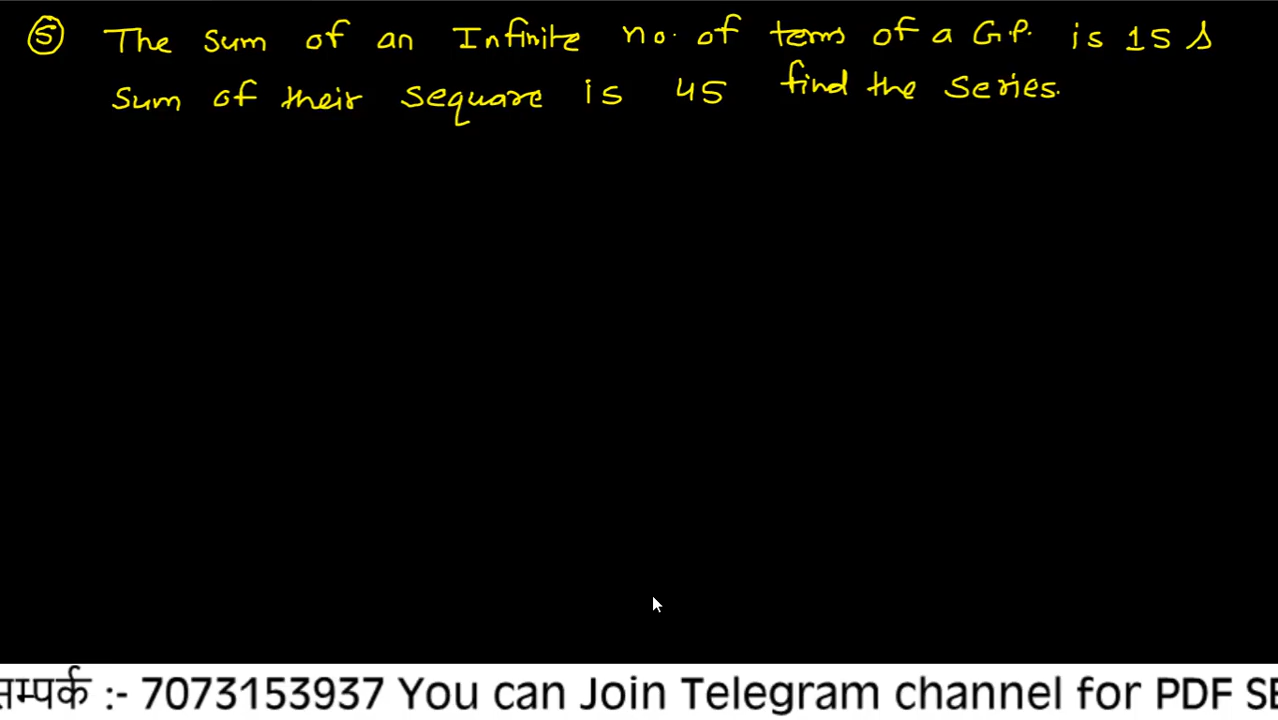 ⑤ The Sum of an Infinite no. of terms of a G.P. is 15 &
Sum of their Sequare is 45 find the Series.
सम्पर्क :- 7073153937 You can Join Telegram channel for PDF SE